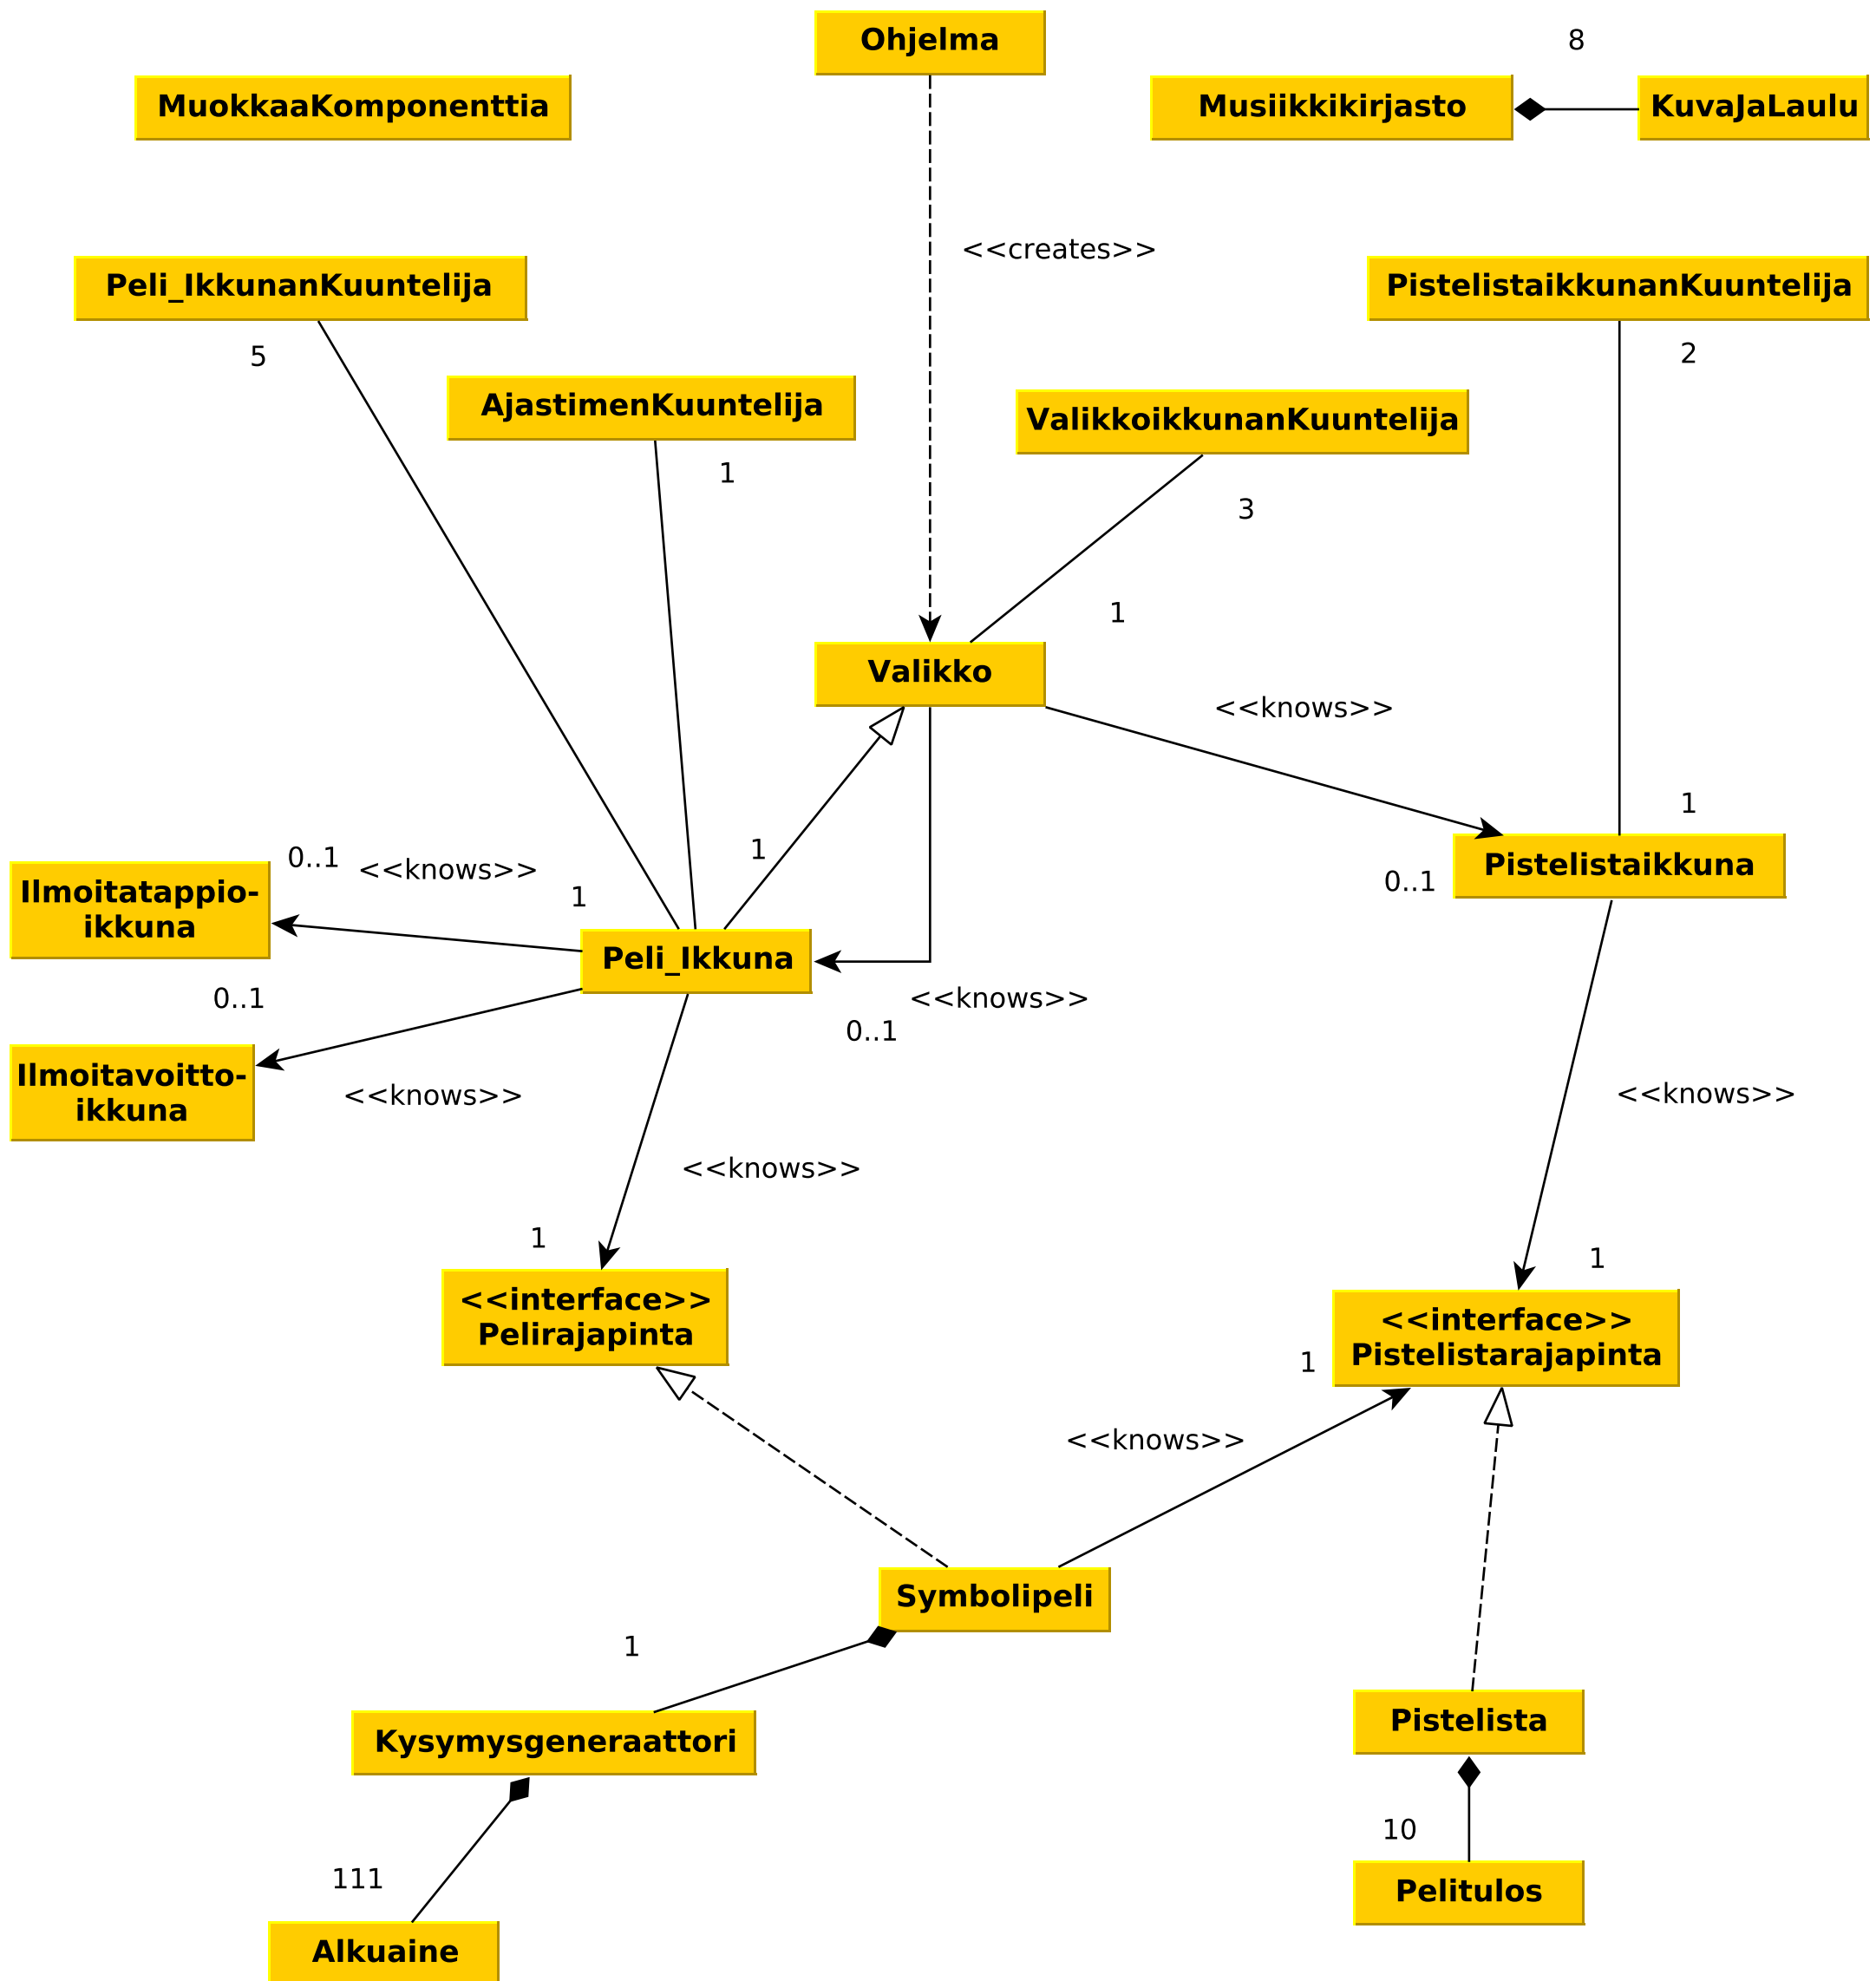 Ohjelma
8
MuokkaaKomponenttia
Musiikkikirjasto
KuvaJaLaulu
<<creates>>
Peli_IkkunanKuuntelija
PistelistaikkunanKuuntelija
5
2
AjastimenKuuntelija
ValikkoikkunanKuuntelija
1
3
1
Valikko
<<knows>>
1
1
0..1
<<knows>>
1
Ilmoitatappio-
ikkuna
Pistelistaikkuna
0..1
Peli_Ikkuna
0..1
<<knows>>
0..1
Ilmoitavoitto-
ikkuna
<<knows>>
<<knows>>
<<knows>>
1
1
<<interface>>
Pelirajapinta
<<interface>>
Pistelistarajapinta
1
<<knows>>
Symbolipeli
1
Kysymysgeneraattori
Pistelista
111
10
Alkuaine
Pelitulos